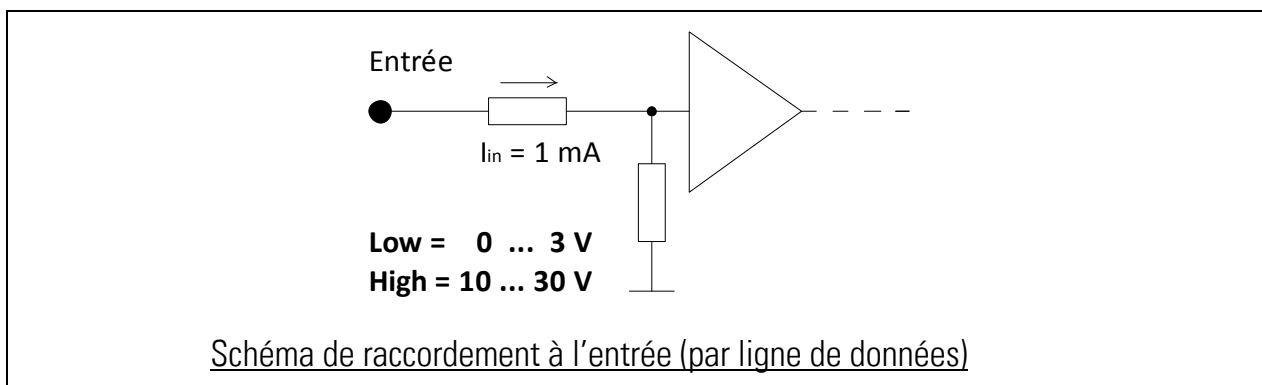 Entrée
Iin = 1 mA
Low = 0 ... 3 V
High = 10 ... 30 V
Schéma de raccordement à l’entrée (par ligne de données)